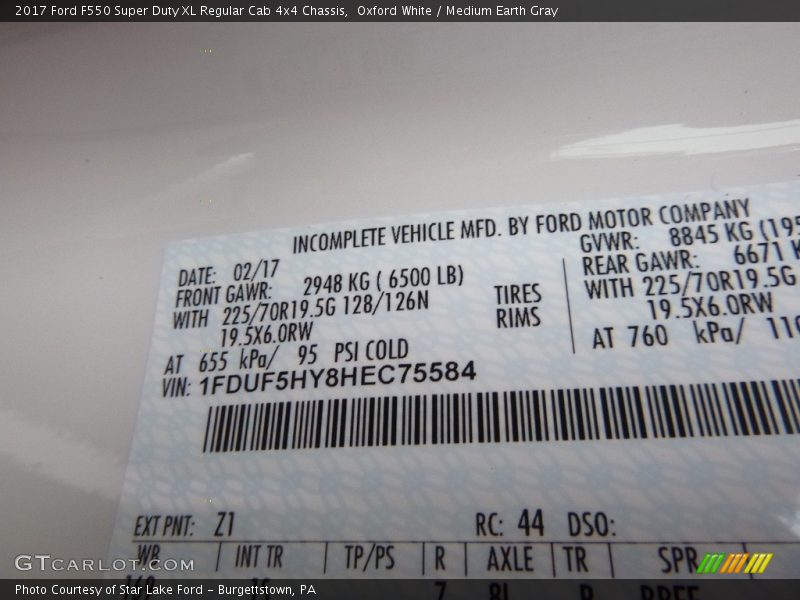 2017 Ford F550 Super Duty XL Regular Cab 4x4 Chassis, Oxford White / Medium Earth Gray
INCOMPLETE VEHICLE MFD. BY FORD MOTOR COMPANY
DATE: 02/17
GVWR: 8845 KG (195
FRONT GAWR: 2948 KG ( 6500 LB)
REAR GAWR: 6671 K
WITH 225/70R19.5G 128/126N TIRES
WITH 225/70R19.5G
19.5X6.0RW RIMS
19.5X6.0RW
AT 655 kPa/ 95 PSI COLD
AT 760 kPa/ 110
VIN: 1FDUF5HY8HEC75584
EXT PNT: Z1 RC: 44 DSO:
WB INT TR TP/PS R AXLE TR SPR
GTCARLOT.COM
Photo Courtesy of Star Lake Ford - Burgettstown, PA